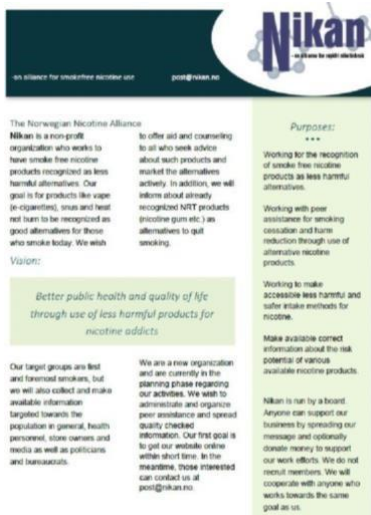 Nikan
-an alliance for smokefree nicotine use
post@nikan.no
The Norwegian Nicotine Alliance
Nikan is a non-profit
organization who works to
have smoke free nicotine
products recognized as less
harmful alternatives. Our
goal is for products like vape
(e-cigarettes), snus and heat
not burn to be recognized as
good alternatives for those
who smoke today. We wish
to offer aid and counseling
to all who seek advice
about such products and
market the alternatives
actively. In addition, we will
inform about already
recognized NRT products
(nicotine gum etc.) as
alternatives to quit
smoking.
Vision:
Better public health and quality of life
through use of less harmful products for
nicotine addicts
Our target groups are first
and foremost smokers, but
we will also collect and make
available information
targeted towards the
population in general, health
personnel, store owners and
media as well as politicians
and bureaucrats.
We are a new organization
and are currently in the
planning phase regarding
our activities. We wish to
administrate and organize
peer assistance and spread
quality checked
information. Our first goal is
to get our website online
within short time. In the
meantime, those interested
can contact us at
post@nikan.no.
Purposes:
Working for the recognition
of smoke free nicotine
products as less harmful
alternatives.
Working with peer
assistance for smoking
cessation and harm
reduction through use of
alternative nicotine
products.
Working to make
accessible less harmful and
safer intake methods for
nicotine.
Make available correct
information about the risk
potential of various
available nicotine products.
Nikan is run by a board.
Anyone can support our
business by spreading our
message and optionally
donate money to support
our work efforts. We do not
recruit members. We will
cooperate with anyone who
works towards the same
goal as us.